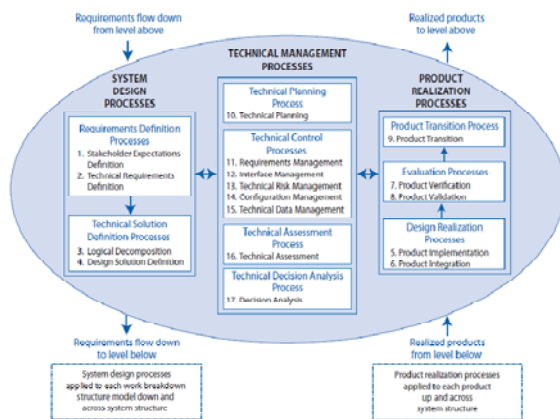 Requirements flow down
from level above
Realized products
to level above
TECHNICAL MANAGEMENT
PROCESSES
SYSTEM
DESIGN
PROCESSES
Requirements Definition
Processes
1. Stakeholder Expectations
Definition
2. Technical Requirements
Definition
Technical Solution
Definition Processes
3. Logical Decomposition
4. Design Solution Definition
Technical Planning
Process
10. Technical Planning
Technical Control
Processes
11. Requirements Management
12. Interface Management
13. Technical Risk Management
14. Configuration Management
15. Technical Data Management
Technical Assessment
Process
16. Technical Assessment
Technical Decision Analysis
Process
17. Decision Analysis
PRODUCT
REALIZATION
PROCESSES
Product Transition Process
9. Product Transition
Evaluation Processes
7. Product Verification
8. Product Validation
Design Realization
Processes
5. Product Implementation
6. Product Integration
Requirements flow down
to level below
Realized products
from level below
System design processes
applied to each work breakdown
structure model down and
across system structure
Product realization processes
applied to each product
up and across
system structure